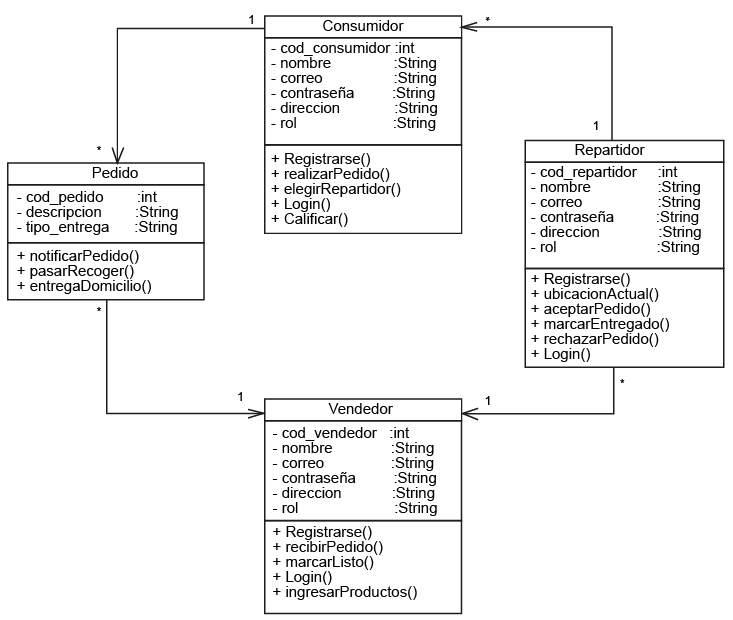 1
Consumidor
- cod_consumidor :int
- nombre :String
- correo :String
- contraseña :String
- direccion :String
- rol :String
+ Registrarse()
+ realizarPedido()
+ elegirRepartidor()
+ Login()
+ Calificar()
*
1
Repartidor
- cod_repartidor :int
- nombre :String
- correo :String
- contraseña :String
- direccion :String
- rol :String
+ Registrarse()
+ ubicacionActual()
+ aceptarPedido()
+ marcarEntregado()
+ rechazarPedido()
+ Login()
*
*
Pedido
- cod_pedido :int
- descripcion :String
- tipo_entrega :String
+ notificarPedido()
+ pasarRecoger()
+ entregaDomicilio()
*
1
1
Vendedor
- cod_vendedor :int
- nombre :String
- correo :String
- contraseña :String
- direccion :String
- rol :String
+ Registrarse()
+ recibirPedido()
+ marcarListo()
+ Login()
+ ingresarProductos()